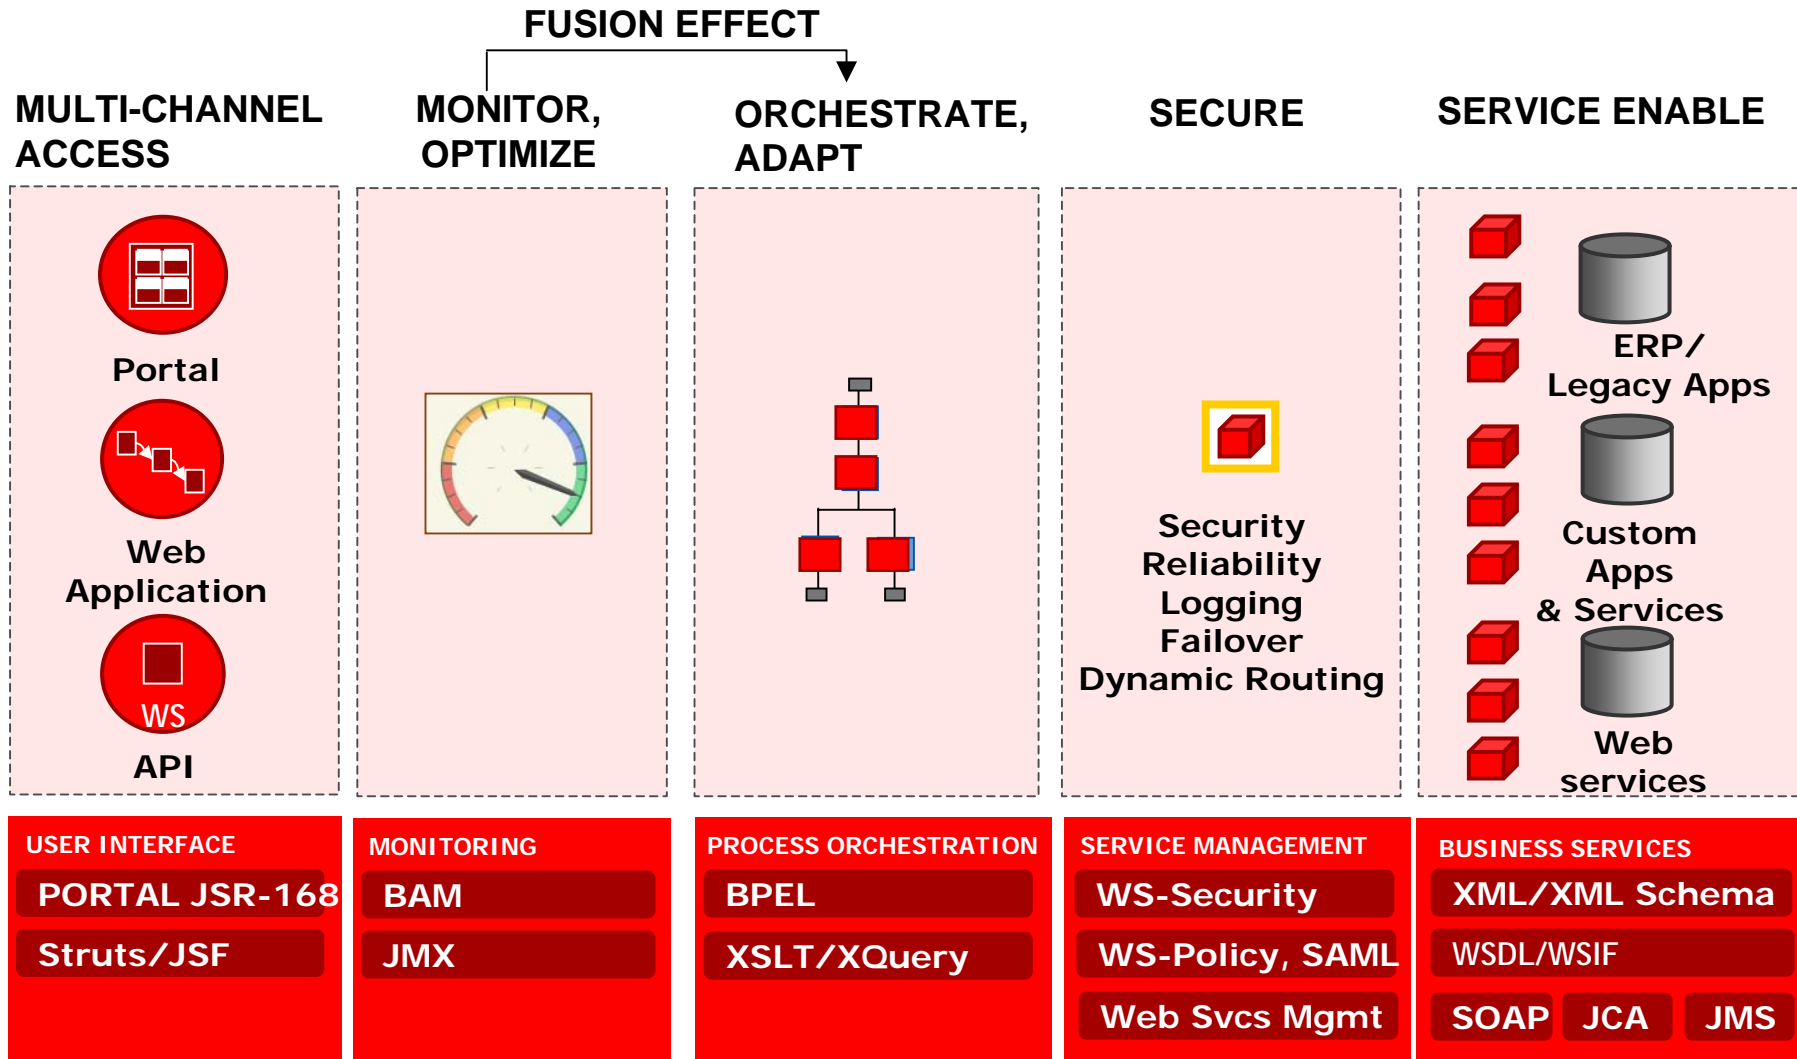 FUSION EFFECT
MULTI-CHANNEL
ACCESS
MONITOR,
OPTIMIZE
ORCHESTRATE,
ADAPT
SECURE
SERVICE ENABLE
Portal
Web
Application
WS
API
Security
Reliability
Logging
Failover
Dynamic Routing
ERP/
Legacy Apps
Custom
Apps
& Services
Web
services
USER INTERFACE
PORTAL JSR-168
Struts/JSF
MONITORING
BAM
JMX
PROCESS ORCHESTRATION
BPEL
XSLT/XQuery
SERVICE MANAGEMENT
WS-Security
WS-Policy, SAML
Web Svcs Mgmt
BUSINESS SERVICES
XML/XML Schema
WSDL/WSIF
SOAP JCA JMS